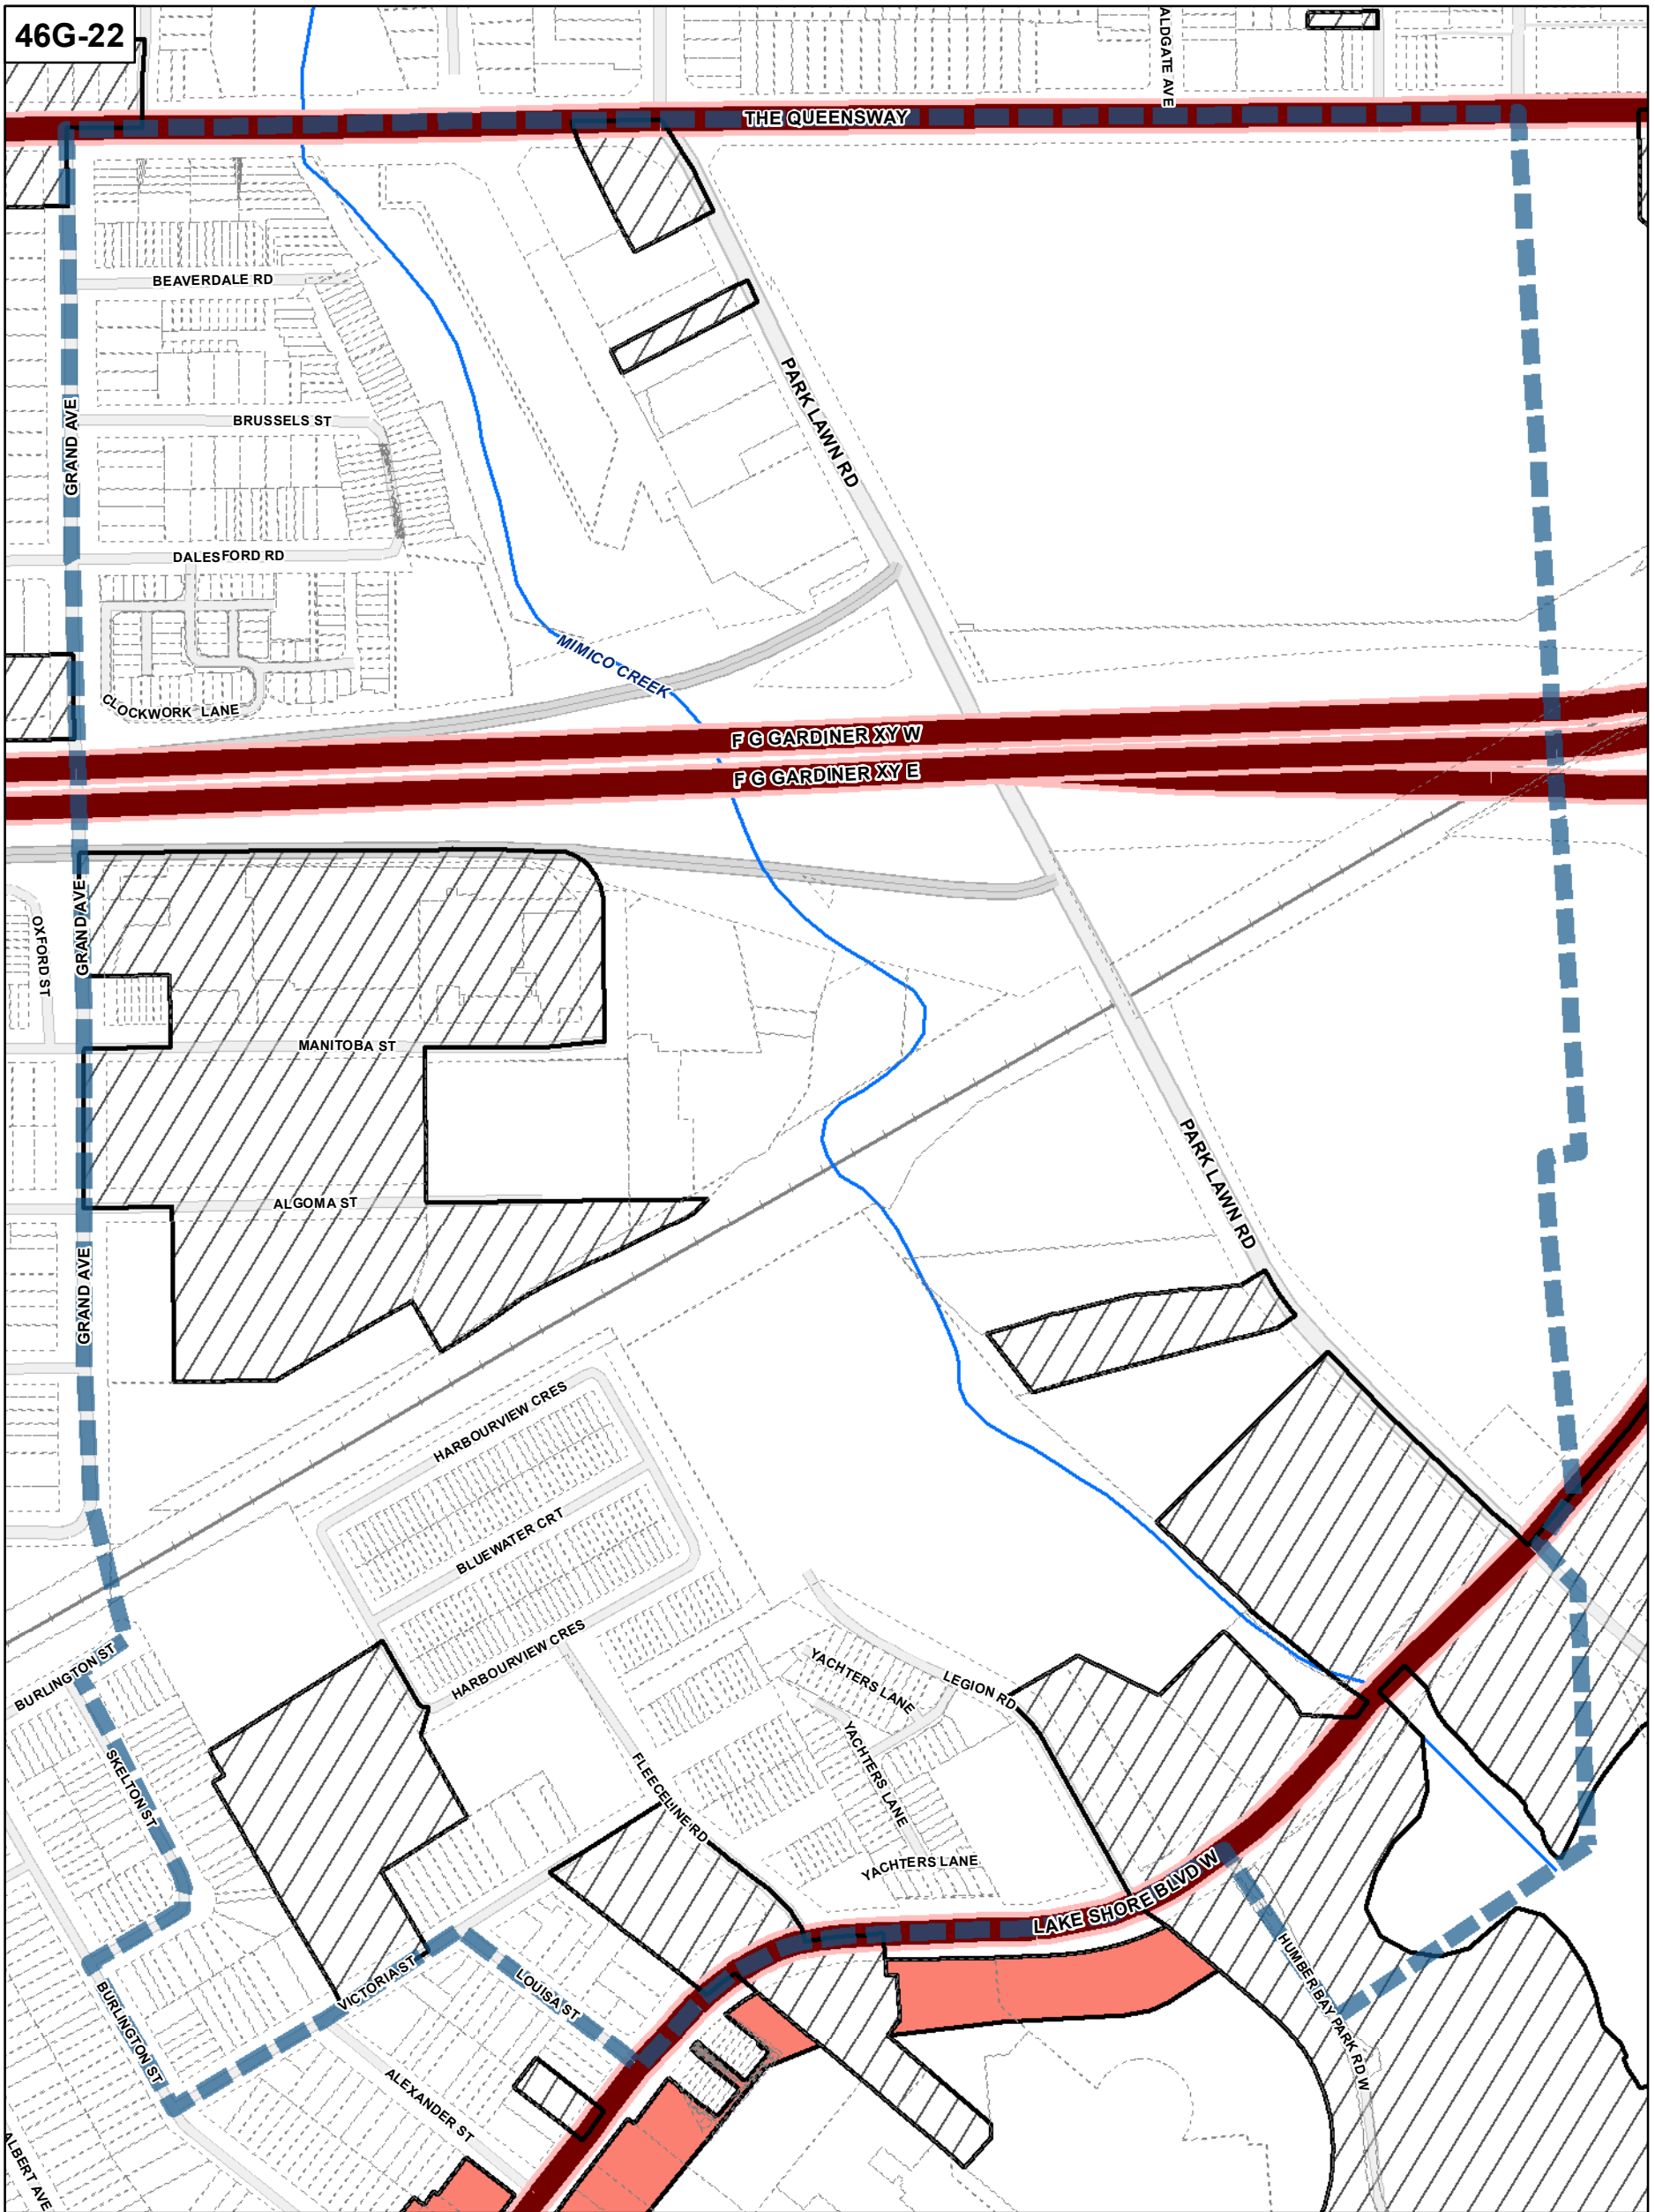 46G-22
ALDGATE AVE
THE QUEENSWAY
BEAVERDALE RD
PARK LAWN RD
GRAND AVE
BRUSSELS ST
DALESFORD RD
MIMICO CREEK
CLOCKWORK LANE
F G GARDINER XY W
F G GARDINER XY E
GRAND AVE
OXFORD ST
MANITOBA ST
PARK LAWN RD
ALGOMA ST
GRAND AVE
HARBOURVIEW CRES
BLUEWATER CRT
HARBOURVIEW CRES
BURLINGTON ST
YACHTERS LANE
LEGION RD
SKELTON ST
FLEECELINE RD
YACHTERS LANE
YACHTERS LANE
LAKE SHORE BLVD W
HUMBER BAY PARK RD W
VICTORIA ST
LOUISA ST
BURLINGTON ST
ALEXANDER ST
ALBERT AVE